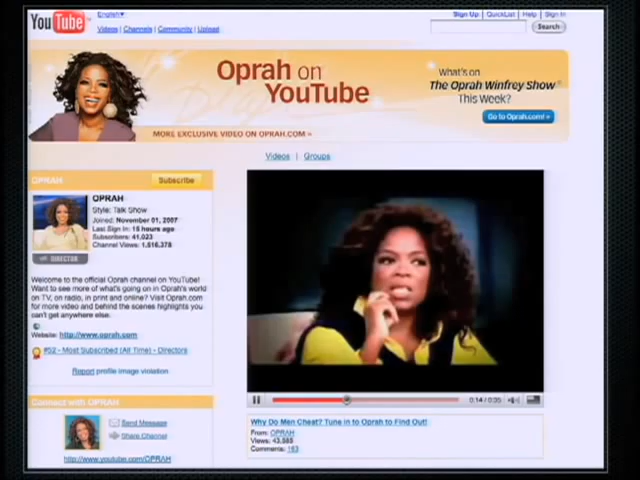 YouTube
English
Videos | Channels | Community | Upload
Sign Up | QuickList | Help | Sign In
Search
Oprah on
YouTube
What's on
The Oprah Winfrey Show
This Week?
Go to Oprah.com! »
MORE EXCLUSIVE VIDEO ON OPRAH.COM »
Videos | Groups
OPRAH
Subscribe
OPRAH
Style: Talk Show
Joined: November 01, 2007
Last Sign In: 15 hours ago
Subscribers: 41,023
Channel Views: 1,516,378
DIRECTOR
Welcome to the official Oprah channel on YouTube!
Want to see more of what's going on in Oprah's world
on TV, on radio, in print and online? Visit Oprah.com
for more video and behind the scenes highlights you
can't get anywhere else.
Website: http://www.oprah.com
#52 - Most Subscribed (All Time) - Directors
Report profile image violation
Connect with OPRAH
Send Message
Share Channel
http://www.youtube.com/OPRAH
0:14 / 0:35
Why Do Men Cheat? Tune in to Oprah to Find Out!
From: OPRAH
Views: 43,585
Comments: 163